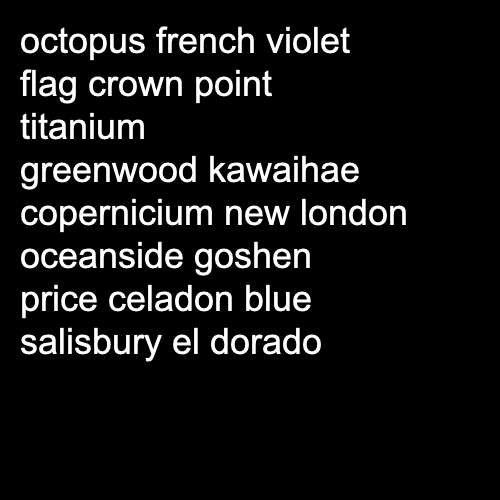 octopus french violet
flag crown point
titanium
greenwood kawaihae
copernicium new london
oceanside goshen
price celadon blue
salisbury el dorado